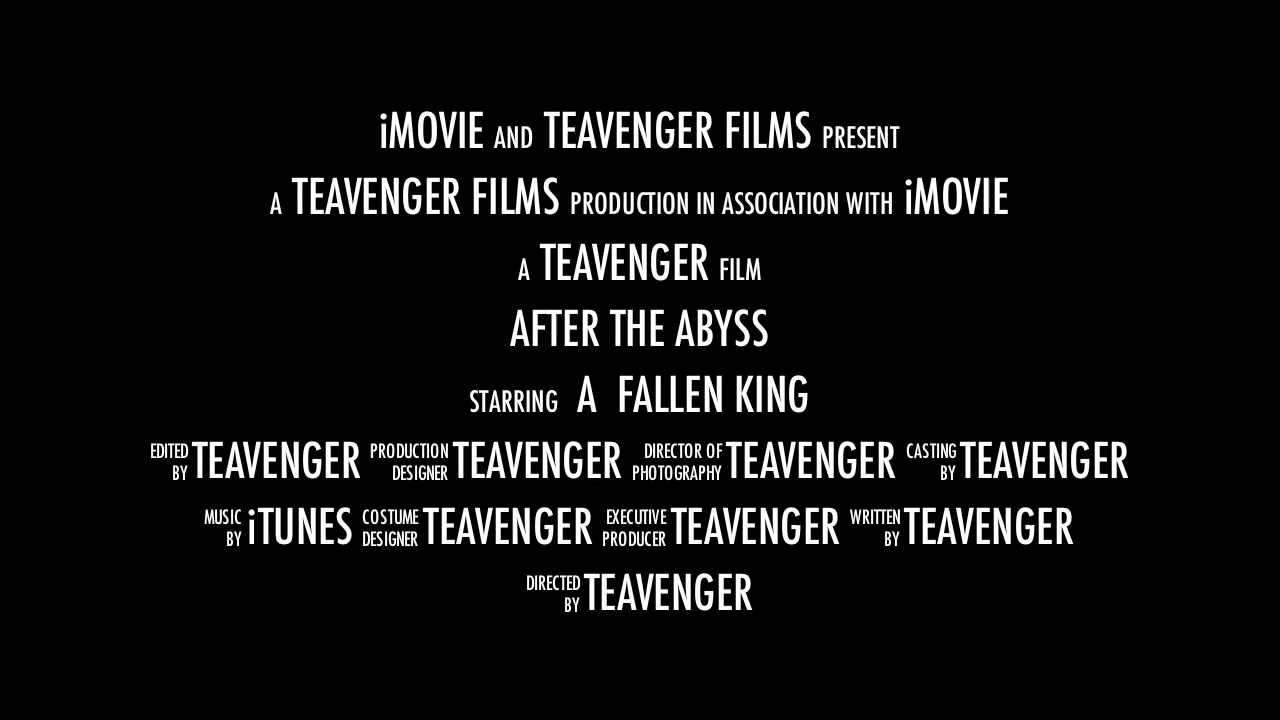 iMOVIE AND TEAVENGER FILMS PRESENT
A TEAVENGER FILMS PRODUCTION IN ASSOCIATION WITH iMOVIE
A TEAVENGER FILM
AFTER THE ABYSS
STARRING A FALLEN KING
EDITED BY TEAVENGER PRODUCTION DESIGNER TEAVENGER DIRECTOR OF PHOTOGRAPHY TEAVENGER CASTING BY TEAVENGER
MUSIC BY iTUNES COSTUME DESIGNER TEAVENGER EXECUTIVE PRODUCER TEAVENGER WRITTEN BY TEAVENGER
DIRECTED BY TEAVENGER